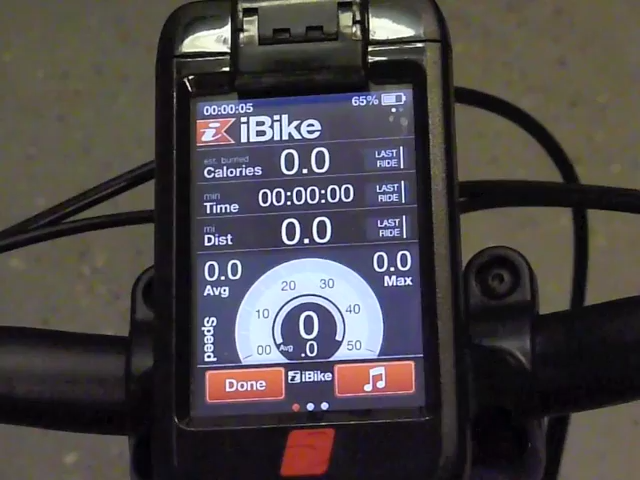 00:00:05 65%
i iBike
est. burned
Calories 0.0 LAST RIDE
min
Time 00:00:00 LAST RIDE
mi
Dist 0.0 LAST RIDE
0.0 0.0
Avg Max
Speed
00 10 20 30 40 50
0
Avg .0
Done iBike